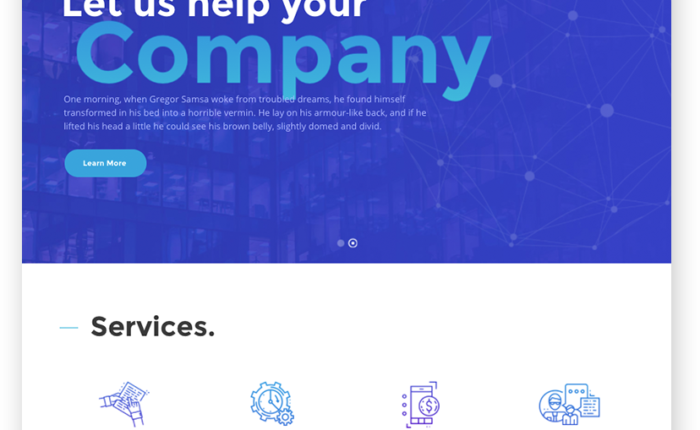 Let us help your
Company
One morning, when Gregor Samsa woke from troubled dreams, he found himself
transformed in his bed into a horrible vermin. He lay on his armour-like back, and if he
lifted his head a little he could see his brown belly, slightly domed and divid.
Learn More
Services.